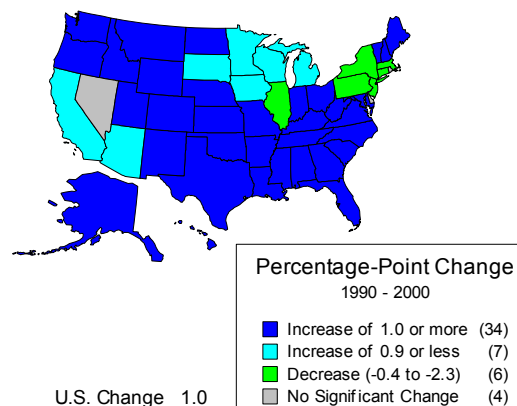 Percentage-Point Change
1990 - 2000
Increase of 1.0 or more (34)
Increase of 0.9 or less (7)
Decrease (-0.4 to -2.3) (6)
No Significant Change (4)
U.S. Change 1.0